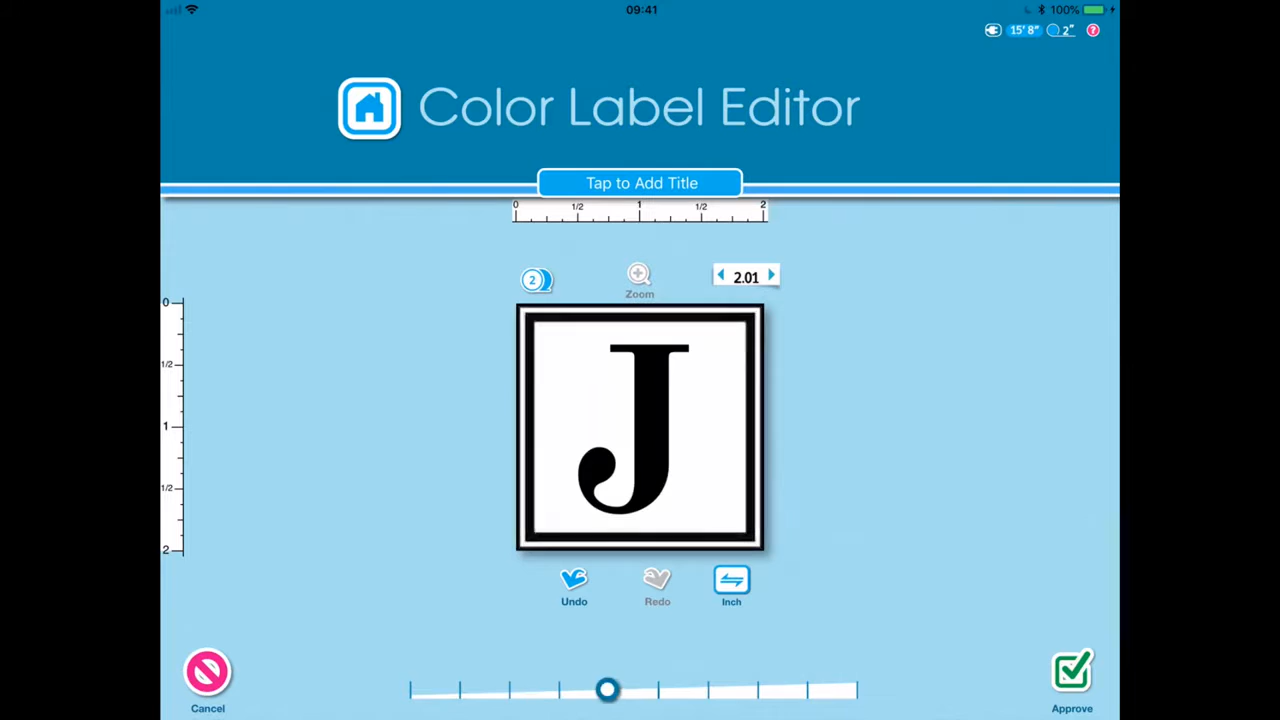 09:41
100%
15' 8" 2"
?
Color Label Editor
Tap to Add Title
0 1/2 1 1/2 2
2 2.01
Zoom
0
1/2
1
1/2
2
J
Undo Redo Inch
Cancel Approve